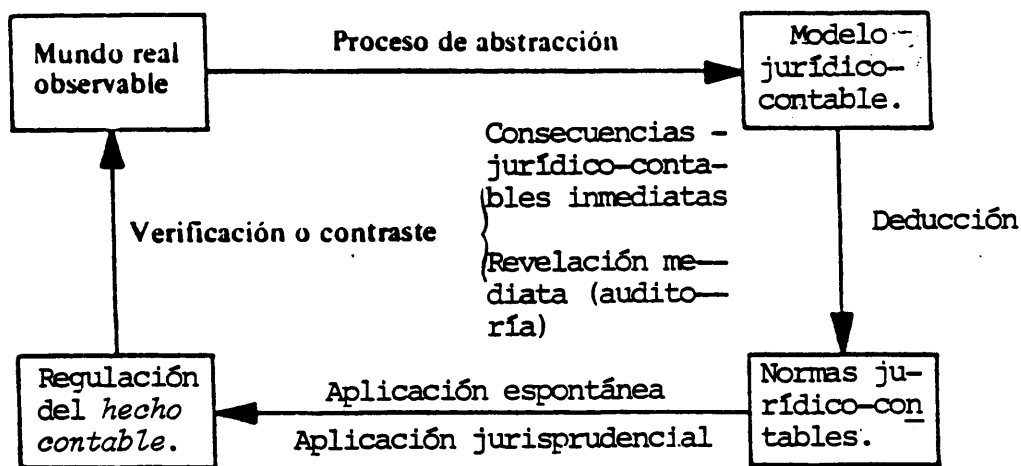 Mundo real
observable
Proceso de abstracción
Modelo -
jurídico-
contable.
Consecuencias -
jurídico-conta-
bles inmediatas
Revelación me—
diata (audito—
ría)
Verificación o contraste
Deducción
Regulación
del hecho
contable.
Aplicación espontánea
Aplicación jurisprudencial
Normas ju-
rídico-con
tables.